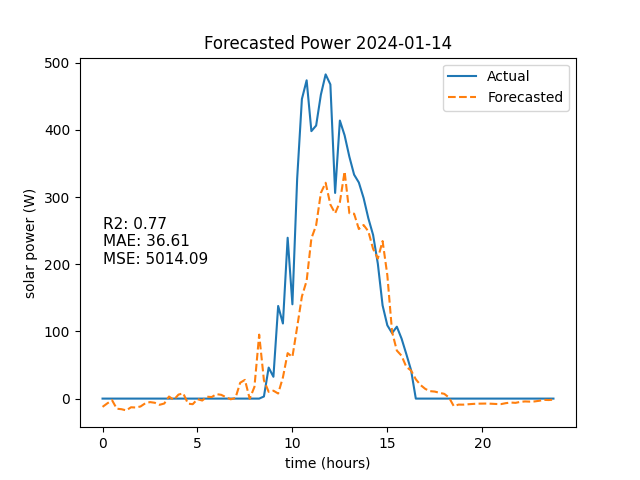 Forecasted Power 2024-01-14
500
400
300
200
100
0
solar power (W)
Actual
Forecasted
R2: 0.77
MAE: 36.61
MSE: 5014.09
0
5
10
15
20
time (hours)